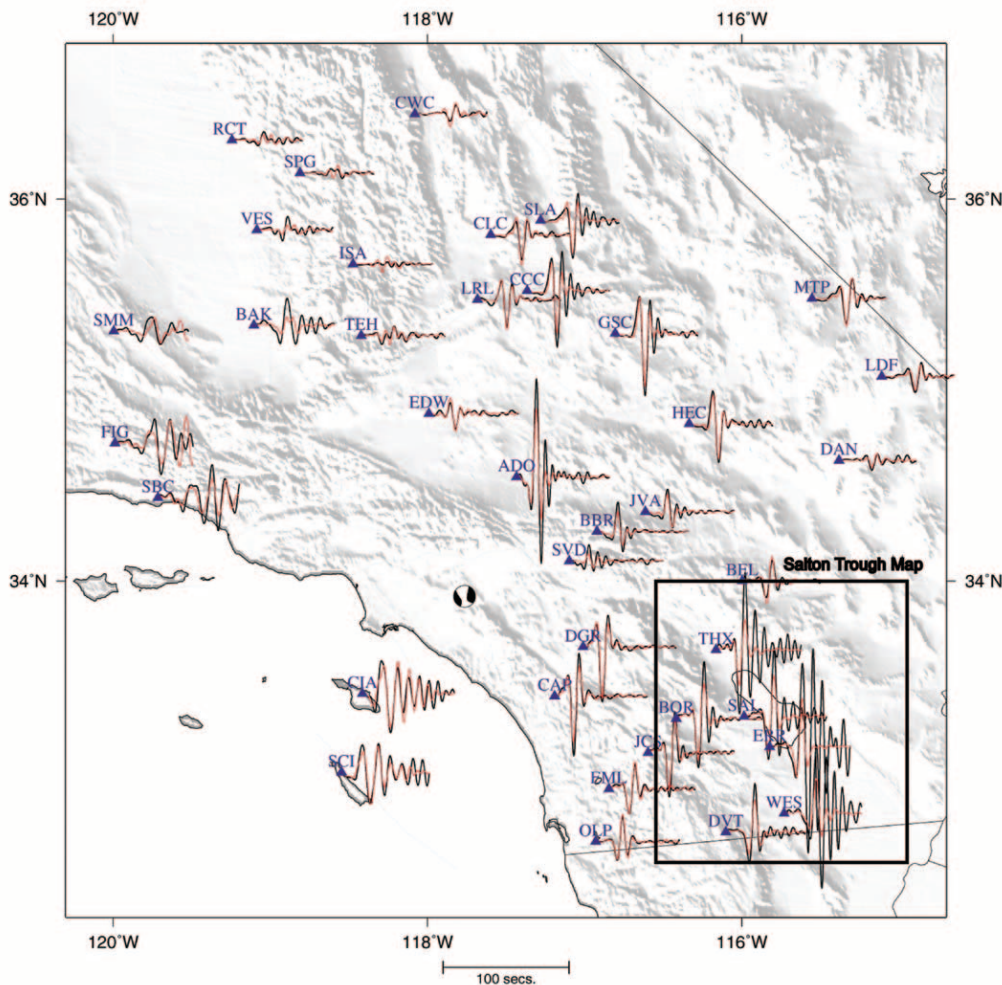 120˚W 118˚W 116˚W
CWC
RCT
SPG
36˚N 36˚N
SLA
VES
CLC
ISA
CCC
LRL MTP
SMM BAK TEH GSC
LDF
EDW HEC
FIG
DAN
ADO
SBC
JVA
BBR
SVD
34˚N BEL 34˚N
Salton Trough Map
DGR THX
CIA CAP
BOR SAL
JCS ERR
SCI
EML
WES
OLP DVT
120˚W 118˚W 116˚W
100 secs.